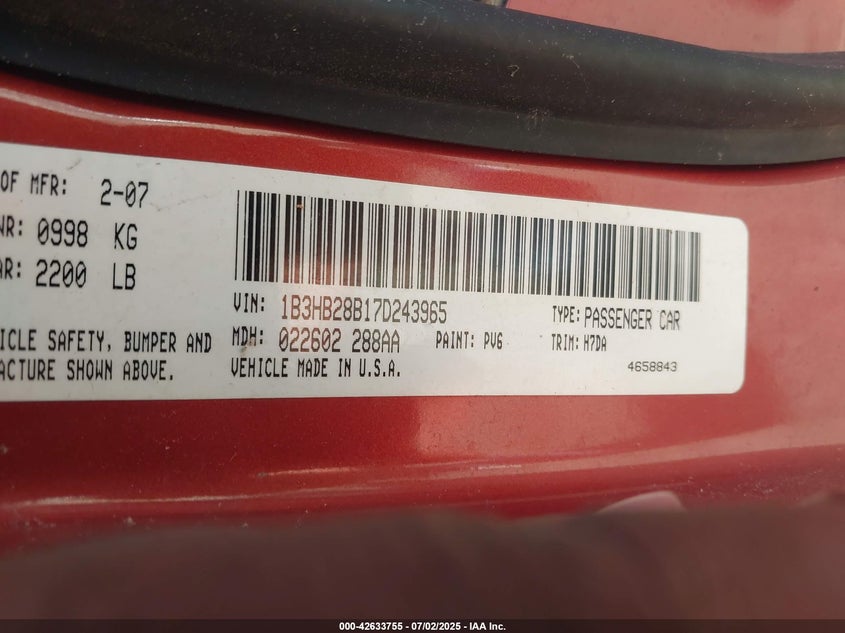 OF MFR: 2-07
WR: 0998 KG
AR: 2200 LB
VIN: 1B3HB28B17D243965
TYPE: PASSENGER CAR
MDH: 022602 288AA
PAINT: PV6
TRIM: H7DA
HICLE SAFETY, BUMPER AND
FACTURE SHOWN ABOVE.
VEHICLE MADE IN U.S.A.
4658843
000-42633755 - 07/02/2025 - IAA Inc.